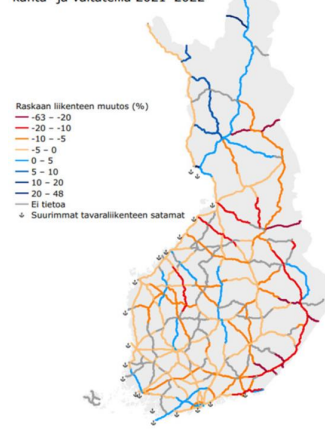 kanta- ja valtateillä 2021–2022
Raskaan liikenteen muutos (%)
-63 – -20
-20 – -10
-10 – -5
-5 – 0
0 – 5
5 – 10
10 – 20
20 – 48
Ei tietoa
Suurimmat tavaraliikenteen satamat